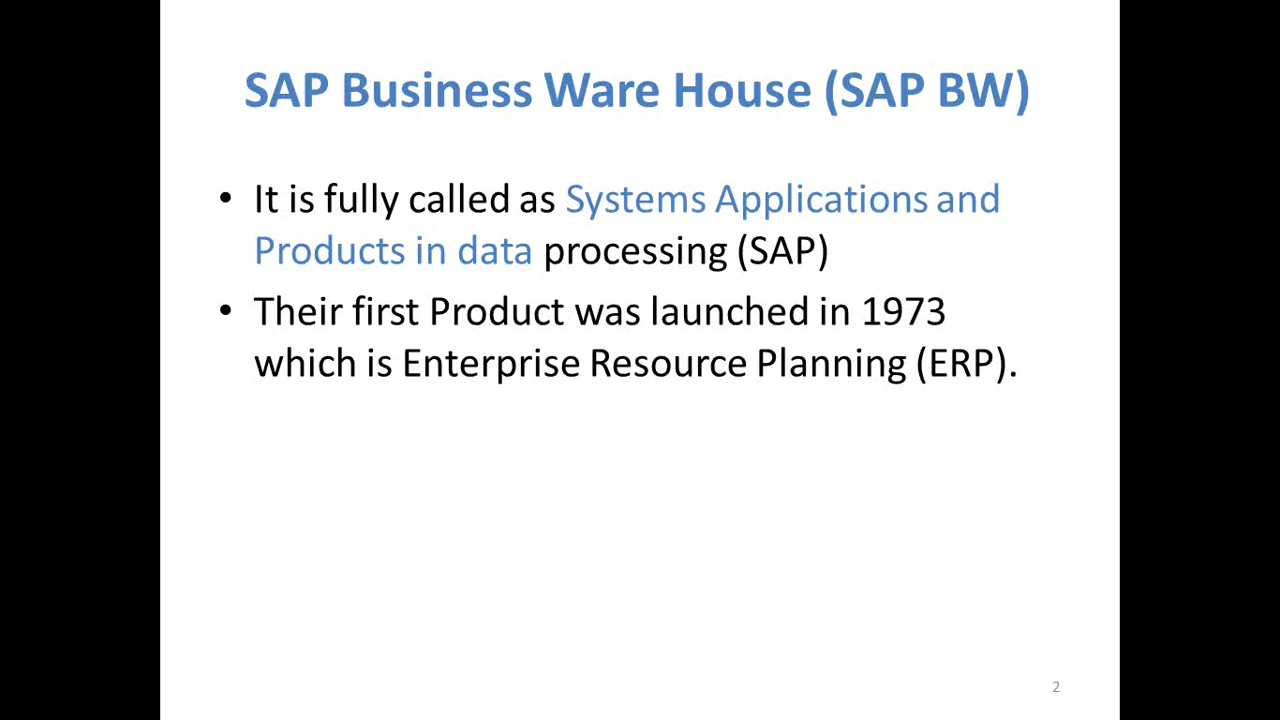 SAP Business Ware House (SAP BW)
• It is fully called as Systems Applications and
Products in data processing (SAP)
• Their first Product was launched in 1973
which is Enterprise Resource Planning (ERP).
2